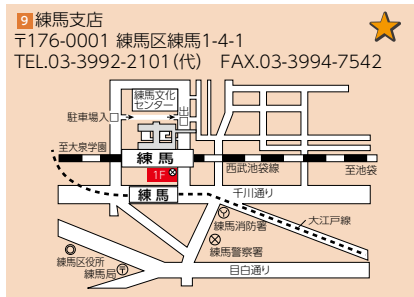 9 練馬支店
〒176-0001 練馬区練馬1-4-1
TEL.03-3992-2101(代) FAX.03-3994-7542
練馬文化
センター
出口
駐車場入口
至大泉学園
練馬
西武池袋線
至池袋
1F
練馬
千川通り
大江戸線
練馬消防署
練馬警察署
練馬区役所
練馬局
目白通り